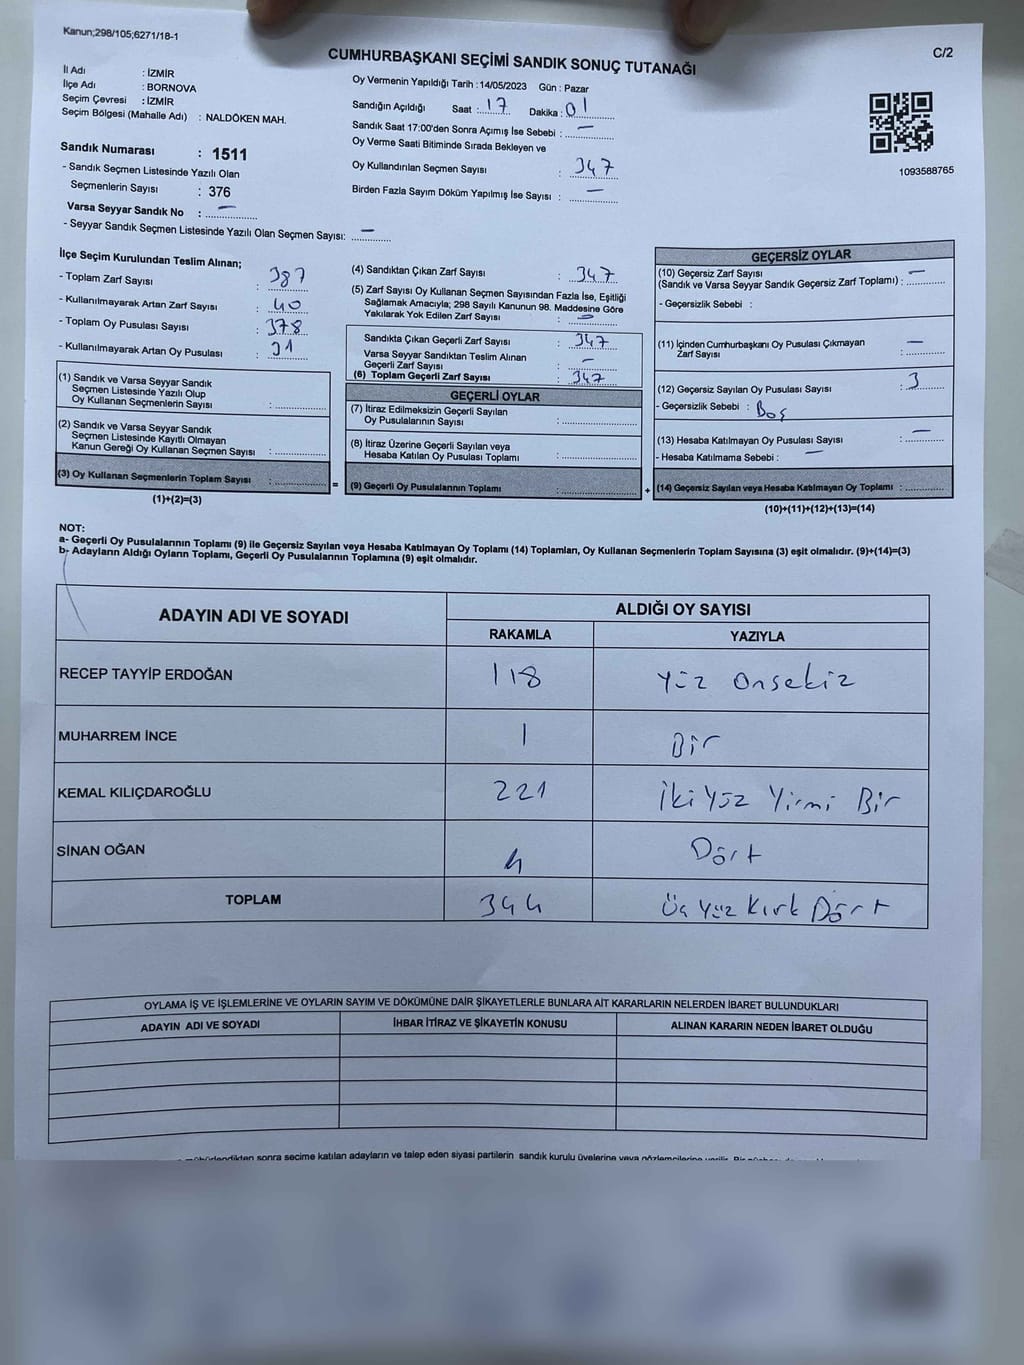 Kanun;298/105;6271/18-1
C/2
CUMHURBAŞKANI SEÇİMİ SANDIK SONUÇ TUTANAĞI
İl Adı : İZMİR
İlçe Adı : BORNOVA
Seçim Çevresi : İZMİR
Seçim Bölgesi (Mahalle Adı) : NALDÖKEN MAH.
Sandık Numarası : 1511
- Sandık Seçmen Listesinde Yazılı Olan
Seçmenlerin Sayısı : 376
Varsa Seyyar Sandık No : —
- Seyyar Sandık Seçmen Listesinde Yazılı Olan Seçmen Sayısı: —
Oy Vermenin Yapıldığı Tarih : 14/05/2023 Gün : Pazar
Sandığın Açıldığı Saat : 17 Dakika : 01
Sandık Saat 17:00'den Sonra Açımış İse Sebebi : —
Oy Verme Saati Bitiminde Sırada Bekleyen ve
Oy Kullandırılan Seçmen Sayısı : 347
Birden Fazla Sayım Döküm Yapılmış İse Sayısı : —
1093588765
İlçe Seçim Kurulundan Teslim Alınan;
- Toplam Zarf Sayısı : 387
- Kullanılmayarak Artan Zarf Sayısı : 40
- Toplam Oy Pusulası Sayısı : 378
- Kullanılmayarak Artan Oy Pusulası : 31
(1) Sandık ve Varsa Seyyar Sandık
Seçmen Listesinde Yazılı Olup
Oy Kullanan Seçmenlerin Sayısı :
(2) Sandık ve Varsa Seyyar Sandık
Seçmen Listesinde Kayıtlı Olmayan
Kanun Gereği Oy Kullanan Seçmen Sayısı :
(3) Oy Kullanan Seçmenlerin Toplam Sayısı :
(1)+(2)=(3)
=
(4) Sandıktan Çıkan Zarf Sayısı : 347
(5) Zarf Sayısı Oy Kullanan Seçmen Sayısından Fazla İse, Eşitliği
Sağlamak Amacıyla; 298 Sayılı Kanunun 98. Maddesine Göre
Yakılarak Yok Edilen Zarf Sayısı :
Sandıkta Çıkan Geçerli Zarf Sayısı : 347
Varsa Seyyar Sandıktan Teslim Alınan
Geçerli Zarf Sayısı : —
(6) Toplam Geçerli Zarf Sayısı : 347
GEÇERLİ OYLAR
(7) İtiraz Edilmeksizin Geçerli Sayılan
Oy Pusulalarının Sayısı :
(8) İtiraz Üzerine Geçerli Sayılan veya
Hesaba Katılan Oy Pusulası Toplamı :
(9) Geçerli Oy Pusulalarının Toplamı :
+
GEÇERSİZ OYLAR
(10) Geçersiz Zarf Sayısı
(Sandık ve Varsa Seyyar Sandık Geçersiz Zarf Toplamı) : —
- Geçersizlik Sebebi :
(11) İçinden Cumhurbaşkanı Oy Pusulası Çıkmayan
Zarf Sayısı : —
(12) Geçersiz Sayılan Oy Pusulası Sayısı : 3
- Geçersizlik Sebebi : Boş
(13) Hesaba Katılmayan Oy Pusulası Sayısı : —
- Hesaba Katılmama Sebebi : —
(14) Geçersiz Sayılan veya Hesaba Katılmayan Oy Toplamı :
(10)+(11)+(12)+(13)=(14)
NOT:
a- Geçerli Oy Pusulalarının Toplamı (9) ile Geçersiz Sayılan veya Hesaba Katılmayan Oy Toplamı (14) Toplamları, Oy Kullanan Seçmenlerin Toplam Sayısına (3) eşit olmalıdır. (9)+(14)=(3)
b- Adayların Aldığı Oyların Toplamı, Geçerli Oy Pusulalarının Toplamına (9) eşit olmalıdır.
ADAYIN ADI VE SOYADI ALDIĞI OY SAYISI
RAKAMLA YAZIYLA
RECEP TAYYİP ERDOĞAN 118 Yüz Onsekiz
MUHARREM İNCE 1 Bir
KEMAL KILIÇDAROĞLU 221 İki Yüz Yirmi Bir
SİNAN OĞAN 4 Dört
TOPLAM 344 Üç Yüz Kırk Dört
OYLAMA İŞ VE İŞLEMLERİNE VE OYLARIN SAYIM VE DÖKÜMÜNE DAİR ŞİKAYETLERLE BUNLARA AİT KARARLARIN NELERDEN İBARET BULUNDUKLARI
ADAYIN ADI VE SOYADI İHBAR İTİRAZ VE ŞİKAYETİN KONUSU ALINAN KARARIN NEDEN İBARET OLDUĞU
sonra seçime katılan adayların ve talep eden siyasi partilerin sandık kurulu üyelerine veya